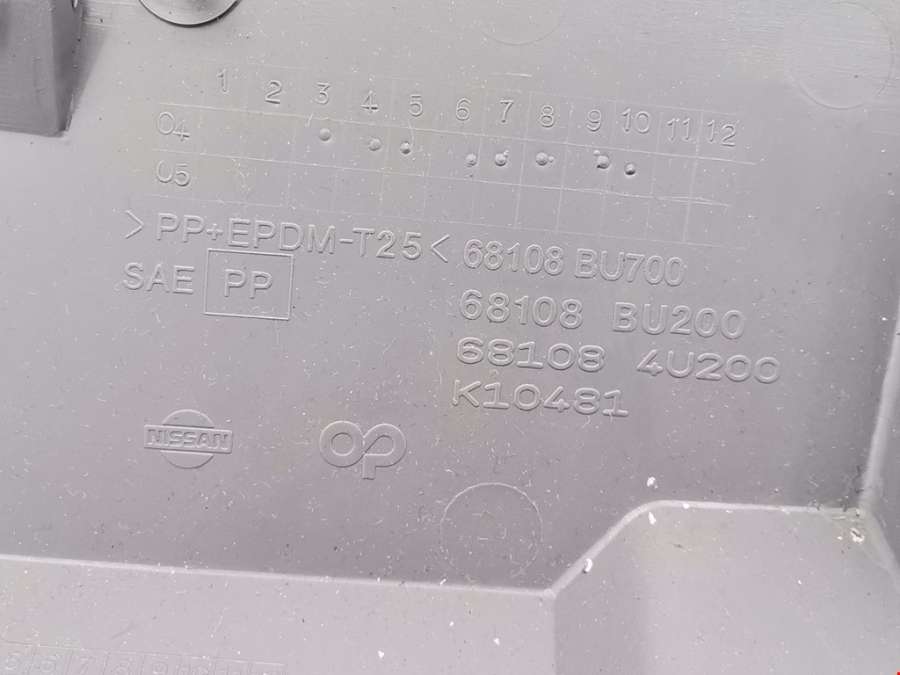 1 2 3 4 5 6 7 8 9 10 11 12
04
05
>PP+EPDM-T25< 68108 BU700
SAE PP 68108 BU200
68108 4U200
K10481
NISSAN